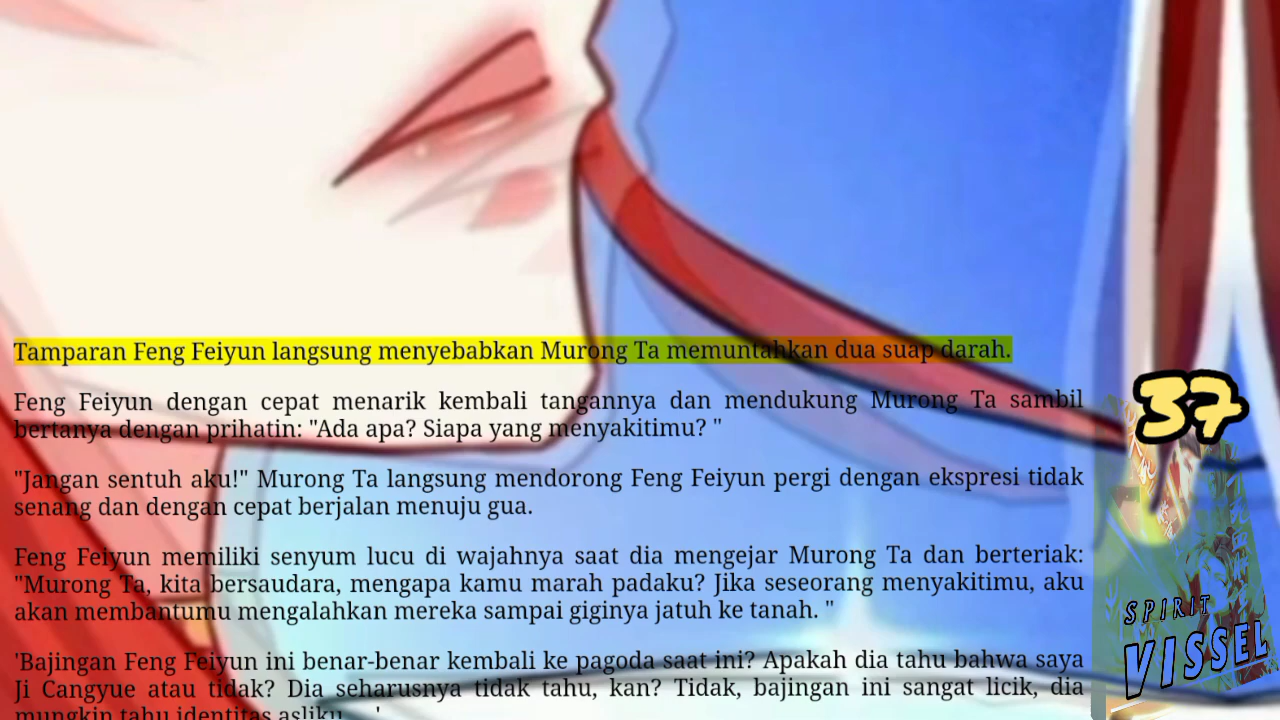 Tamparan Feng Feiyun langsung menyebabkan Murong Ta memuntahkan dua suap darah.
Feng Feiyun dengan cepat menarik kembali tangannya dan mendukung Murong Ta sambil
bertanya dengan prihatin: "Ada apa? Siapa yang menyakitimu? "
"Jangan sentuh aku!" Murong Ta langsung mendorong Feng Feiyun pergi dengan ekspresi tidak
senang dan dengan cepat berjalan menuju gua.
Feng Feiyun memiliki senyum lucu di wajahnya saat dia mengejar Murong Ta dan berteriak:
"Murong Ta, kita bersaudara, mengapa kamu marah padaku? Jika seseorang menyakitimu, aku
akan membantumu mengalahkan mereka sampai giginya jatuh ke tanah. "
'Bajingan Feng Feiyun ini benar-benar kembali ke pagoda saat ini? Apakah dia tahu bahwa saya
Ji Cangyue atau tidak? Dia seharusnya tidak tahu, kan? Tidak, bajingan ini sangat licik, dia
mungkin tahu identitas asliku ... '
37
SPIRIT
VISSEL